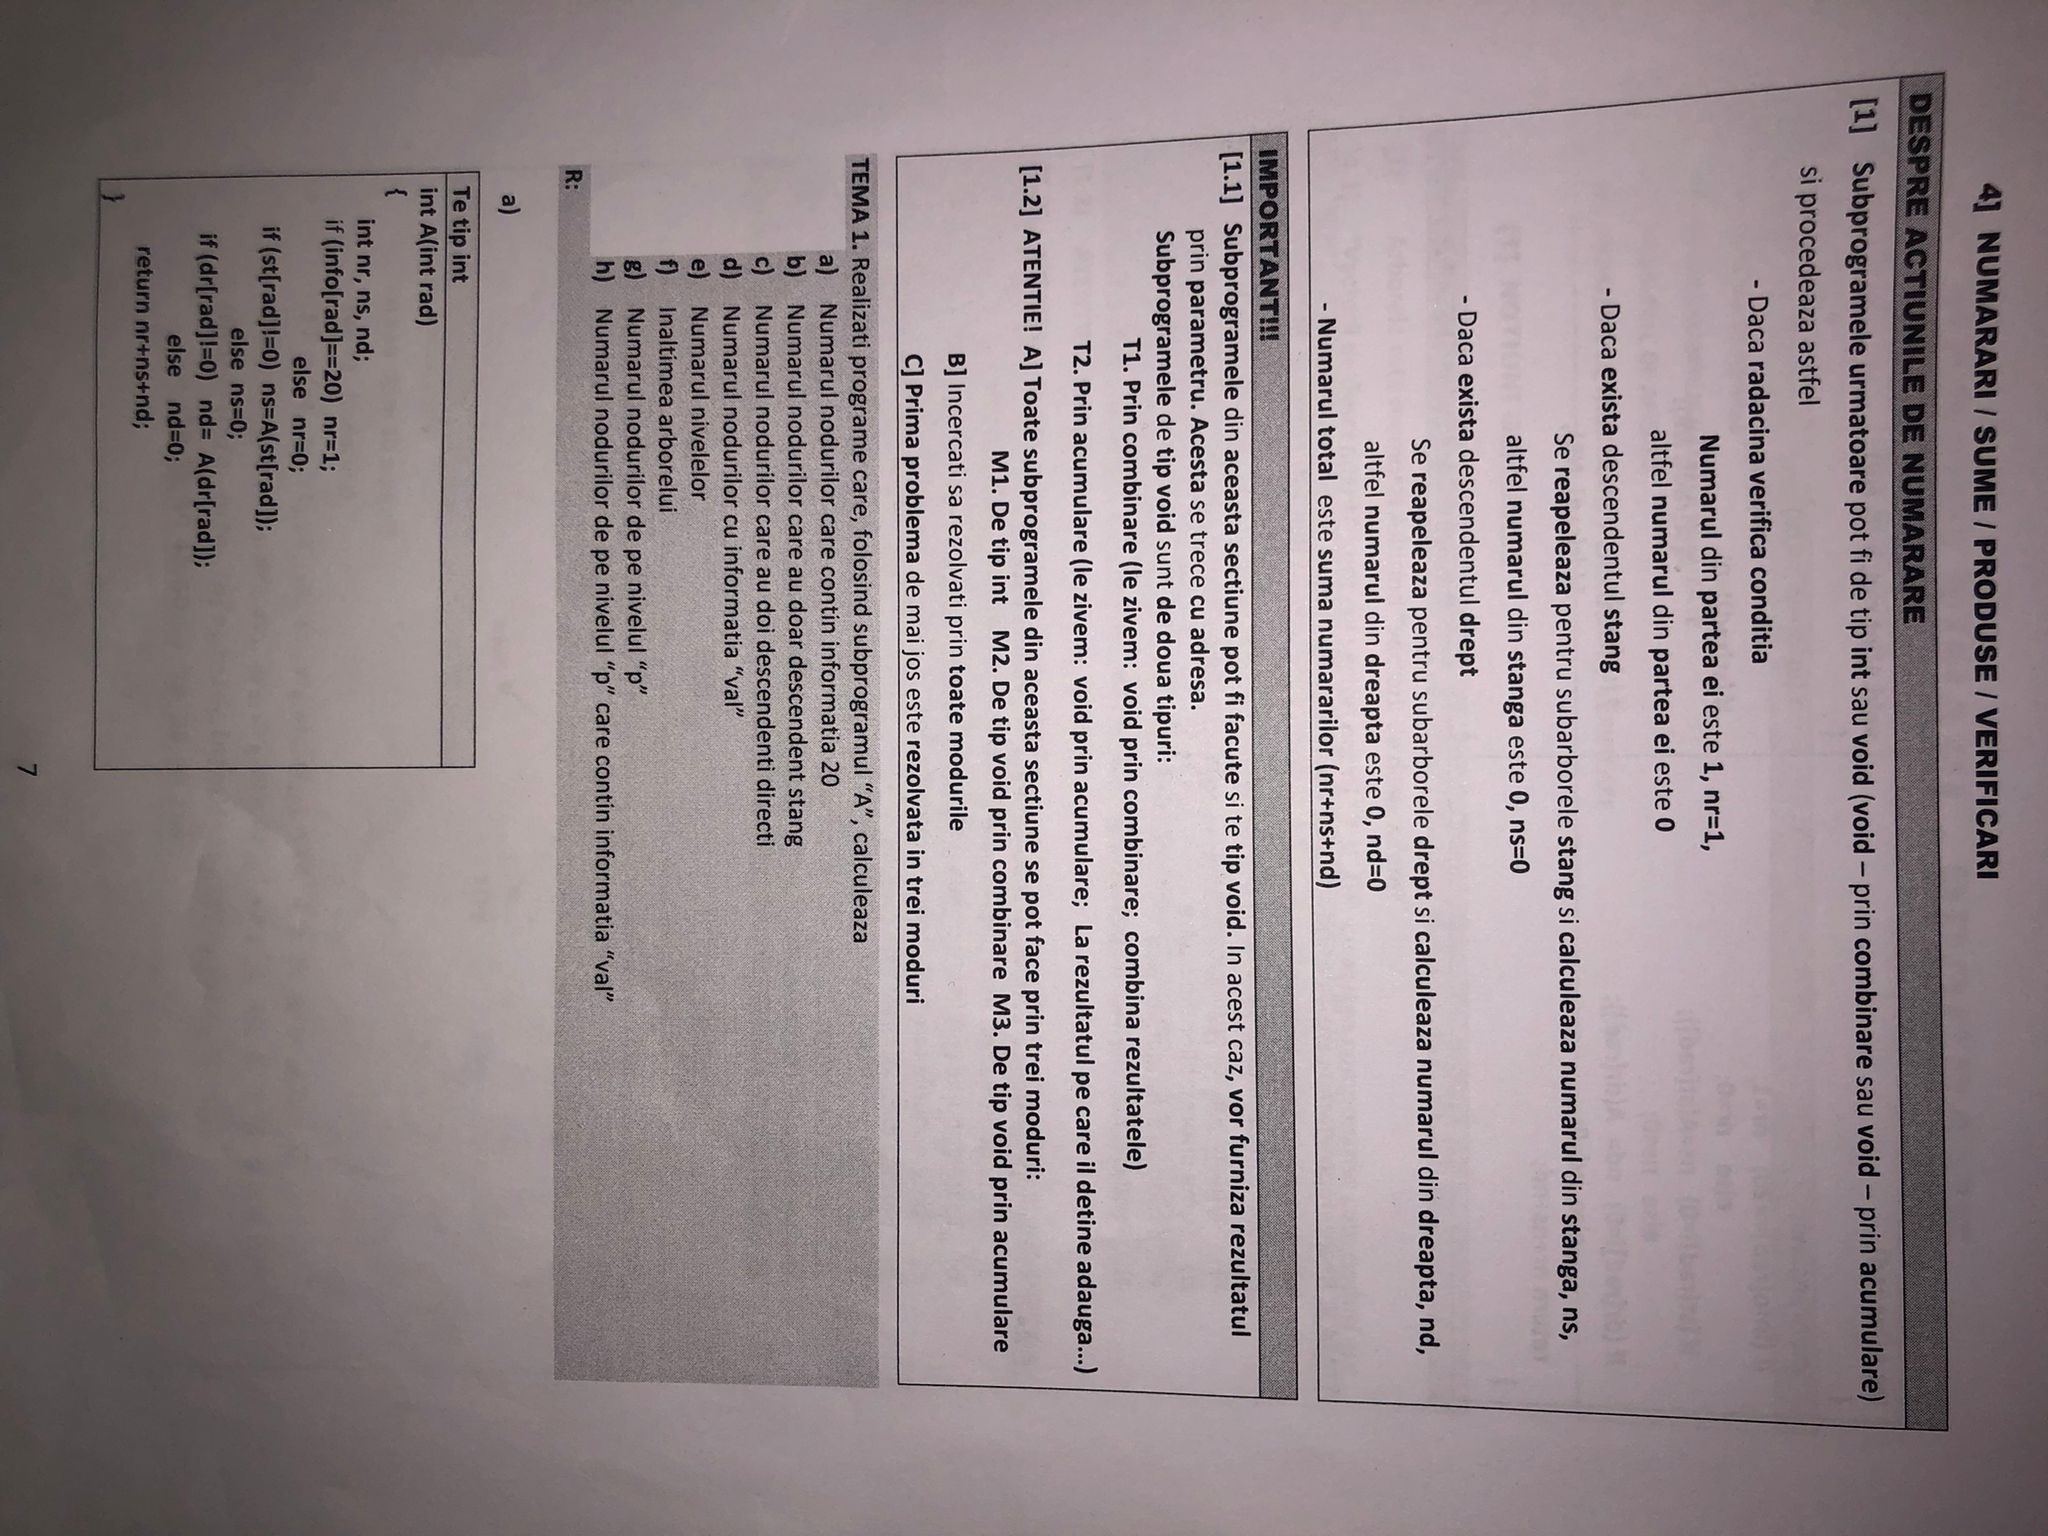 4] NUMARARI / SUME / PRODUSE / VERIFICARI
DESPRE ACTIUNILE DE NUMARARE
[1] Subprogramele urmatoare pot fi de tip int sau void (void – prin combinare sau void – prin acumulare)
si procedeaza astfel
- Daca radacina verifica conditia
Numarul din partea ei este 1, nr=1,
altfel numarul din partea ei este 0
- Daca exista descendentul stang
Se reapeleaza pentru subarborele stang si calculeaza numarul din stanga, ns,
altfel numarul din stanga este 0, ns=0
- Daca exista descendentul drept
Se reapeleaza pentru subarborele drept si calculeaza numarul din dreapta, nd,
altfel numarul din dreapta este 0, nd=0
- Numarul total este suma numararilor (nr+ns+nd)
IMPORTANT!!!
[1.1] Subprogramele din aceasta sectiune pot fi facute si te tip void. In acest caz, vor furniza rezultatul
prin parametru. Acesta se trece cu adresa.
Subprogramele de tip void sunt de doua tipuri:
T1. Prin combinare (le zivem: void prin combinare; combina rezultatele)
T2. Prin acumulare (le zivem: void prin acumulare; La rezultatul pe care il detine adauga...)
[1.2] ATENTIE! A] Toate subprogramele din aceasta sectiune se pot face prin trei moduri:
M1. De tip int M2. De tip void prin combinare M3. De tip void prin acumulare
B] Incercati sa rezolvati prin toate modurile
C] Prima problema de mai jos este rezolvata in trei moduri
TEMA 1. Realizati programe care, folosind subprogramul “A”, calculeaza
a) Numarul nodurilor care contin informatia 20
b) Numarul nodurilor care au doar descendent stang
c) Numarul nodurilor care au doi descendenti directi
d) Numarul nodurilor cu informatia “val”
e) Numarul nivelelor
f) Inaltimea arborelui
g) Numarul nodurilor de pe nivelul “p”
h) Numarul nodurilor de pe nivelul “p” care contin informatia “val”
R:
a)
Te tip int
int A(int rad)
{
int nr, ns, nd;
if (info[rad]==20) nr=1;
else nr=0;
if (st[rad]!=0) ns=A(st[rad]);
else ns=0;
if (dr[rad]!=0) nd= A(dr[rad]);
else nd=0;
return nr+ns+nd;
}
7